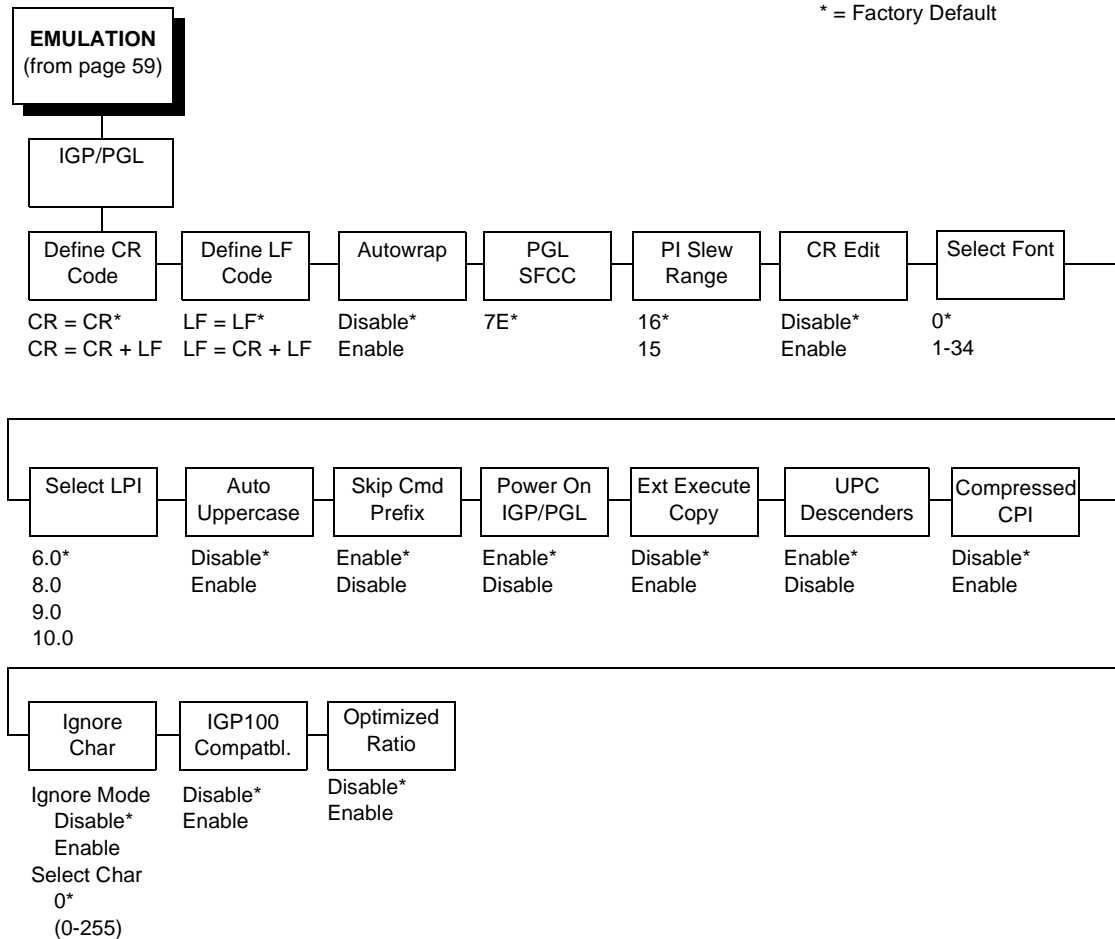 * = Factory Default
EMULATION
(from page 59)
IGP/PGL
Define CR
Code
CR = CR*
CR = CR + LF
Define LF
Code
LF = LF*
LF = CR + LF
Autowrap
Disable*
Enable
PGL
SFCC
7E*
PI Slew
Range
16*
15
CR Edit
Disable*
Enable
Select Font
0*
1-34
Select LPI
6.0*
8.0
9.0
10.0
Auto
Uppercase
Disable*
Enable
Skip Cmd
Prefix
Enable*
Disable
Power On
IGP/PGL
Enable*
Disable
Ext Execute
Copy
Disable*
Enable
UPC
Descenders
Enable*
Disable
Compressed
CPI
Disable*
Enable
Ignore
Char
Ignore Mode
Disable*
Enable
Select Char
0*
(0-255)
IGP100
Compatbl.
Disable*
Enable
Optimized
Ratio
Disable*
Enable